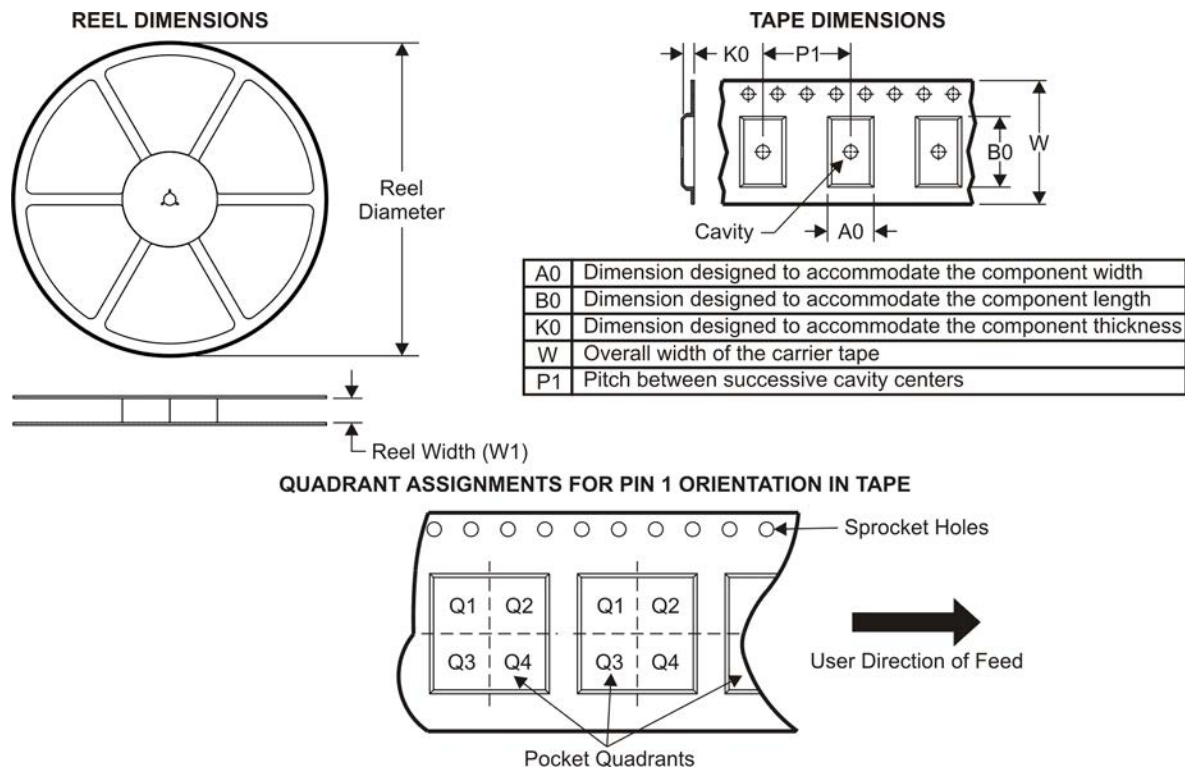 REEL DIMENSIONS
Reel
Diameter
Reel Width (W1)
TAPE DIMENSIONS
K0
P1
B0
W
Cavity
A0
A0 Dimension designed to accommodate the component width
B0 Dimension designed to accommodate the component length
K0 Dimension designed to accommodate the component thickness
W Overall width of the carrier tape
P1 Pitch between successive cavity centers
QUADRANT ASSIGNMENTS FOR PIN 1 ORIENTATION IN TAPE
Sprocket Holes
Q1 Q2 Q1 Q2
Q3 Q4 Q3 Q4
User Direction of Feed
Pocket Quadrants